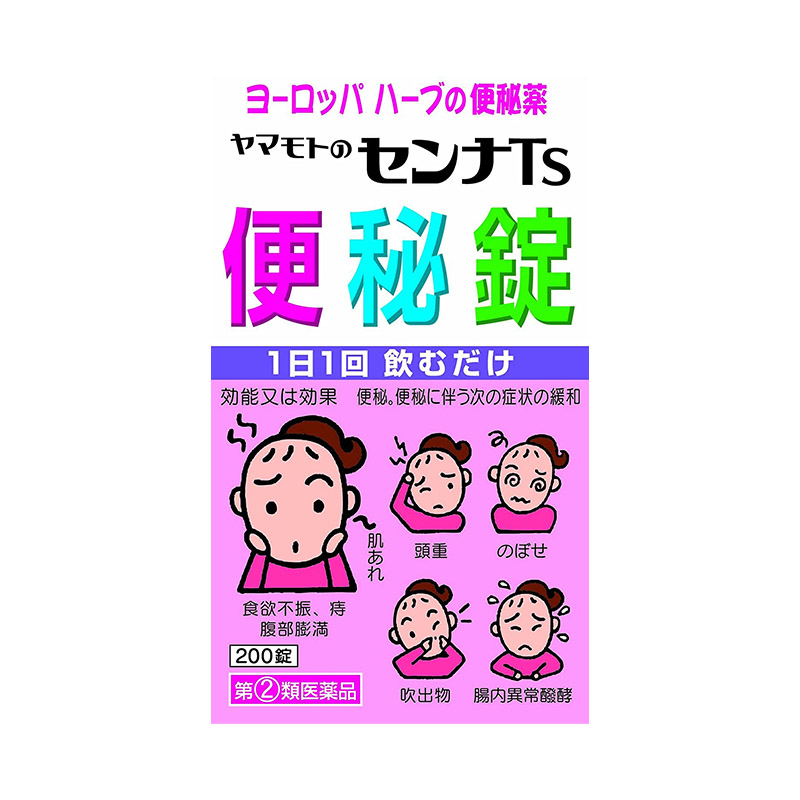 ヨーロッパ ハーブの便秘薬
ヤマモトのセンナTS
便秘錠
1日1回 飲むだけ
効能又は効果 便秘。便秘に伴う次の症状の緩和
肌あれ
頭重
のぼせ
食欲不振、痔
腹部膨満
吹出物
腸内異常醱酵
200錠
第②類医薬品